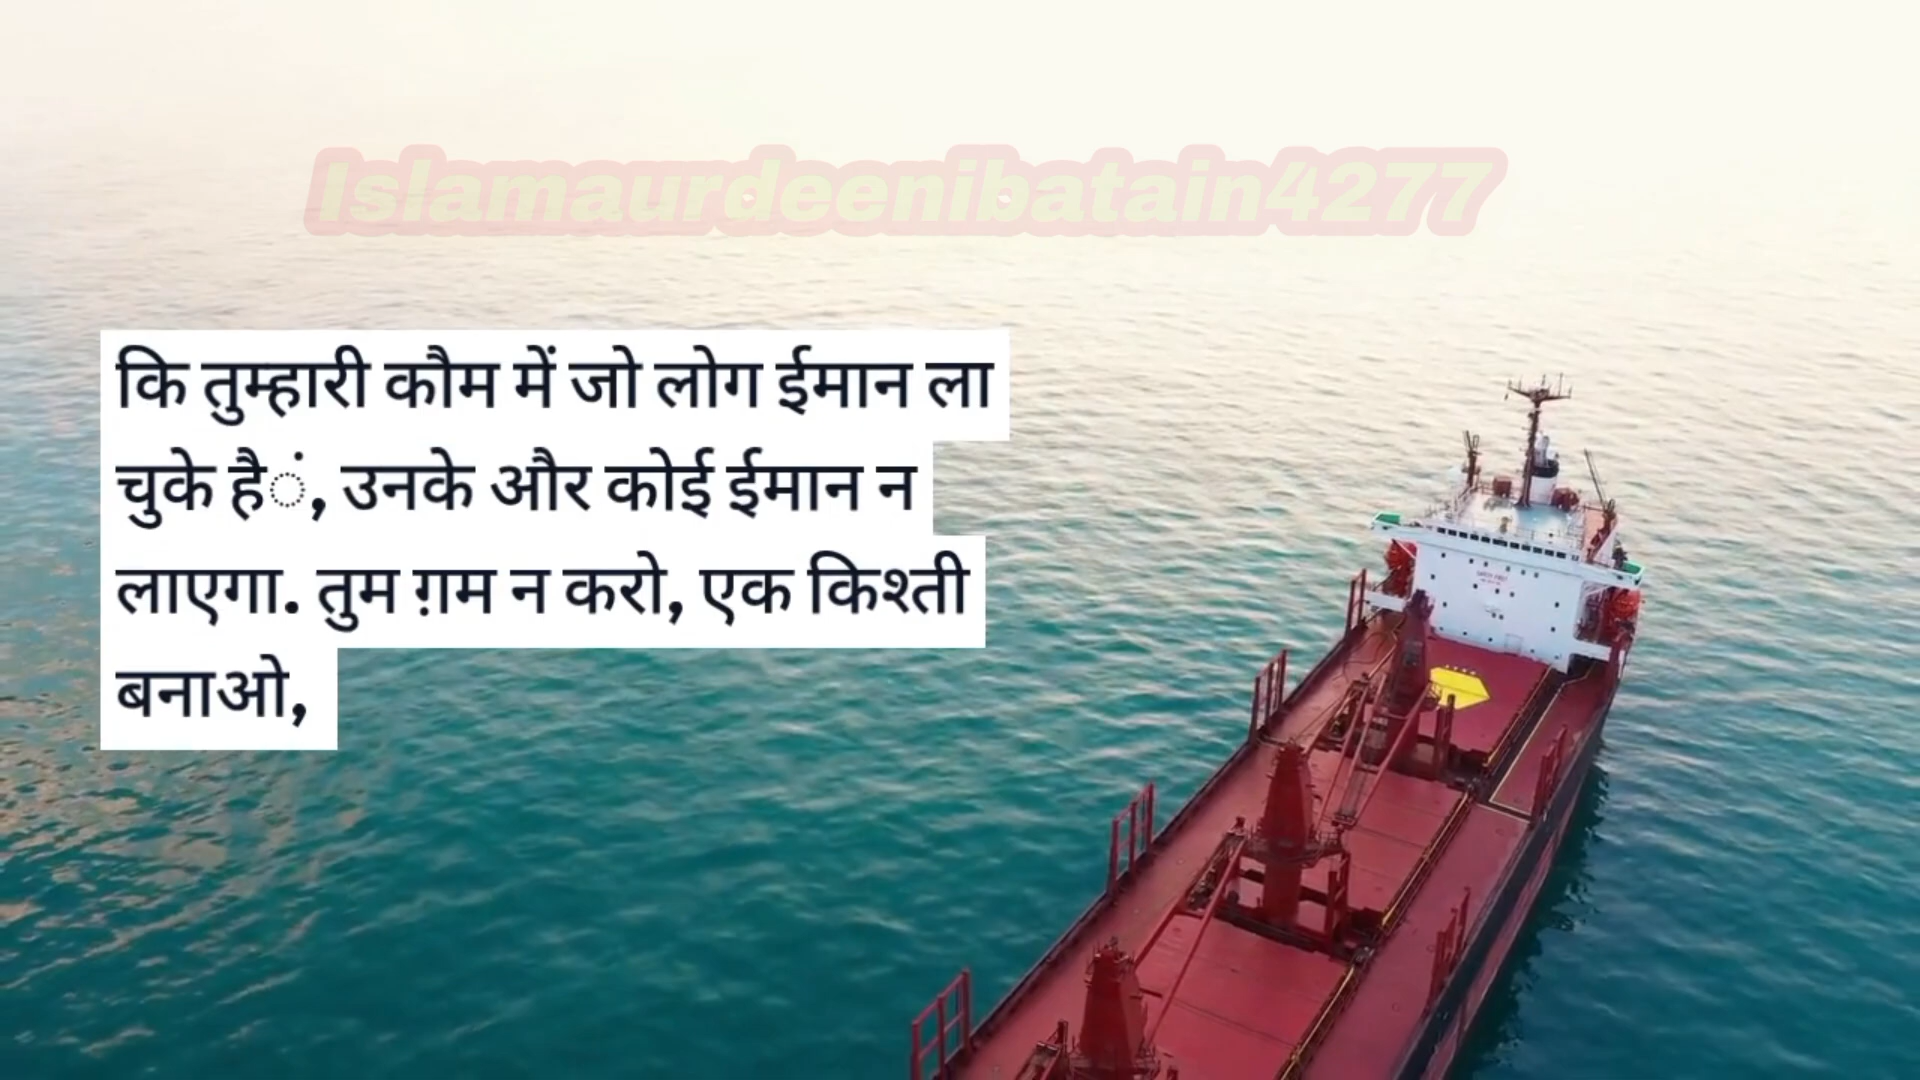 Islamaurdeenibatain4277
कि तुम्हारी कौम में जो लोग ईमान ला
चुके हैं, उनके और कोई ईमान न
लाएगा. तुम ग़म न करो, एक किश्ती
बनाओ,